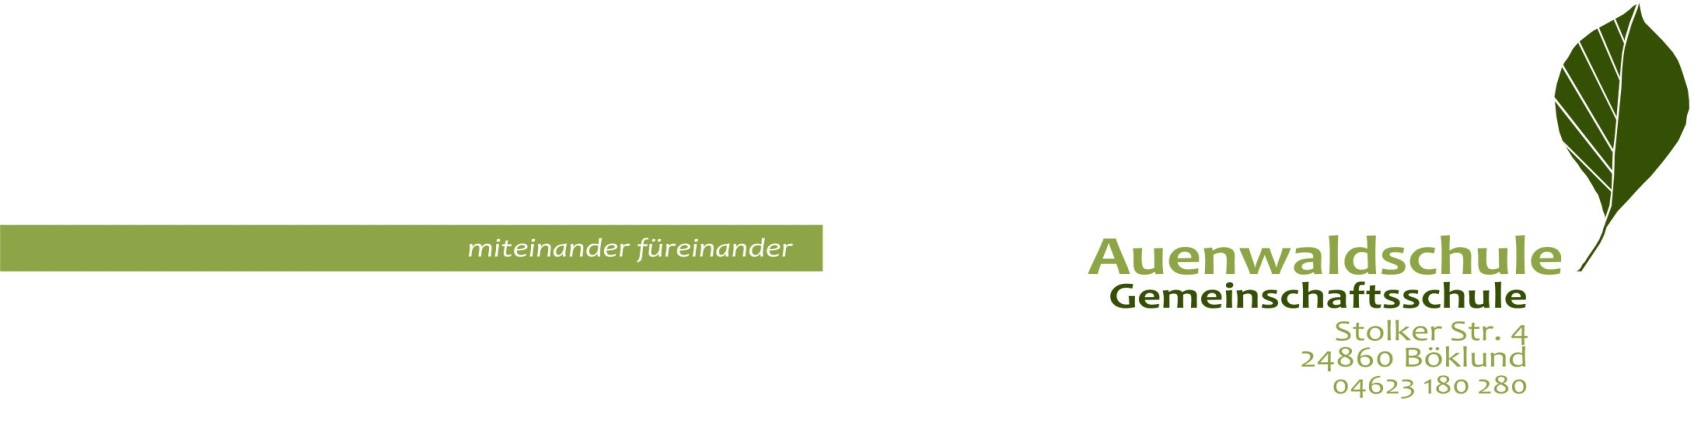 miteinander füreinander
Auenwaldschule
Gemeinschaftsschule
Stolker Str. 4
24860 Böklund
04623 180 280